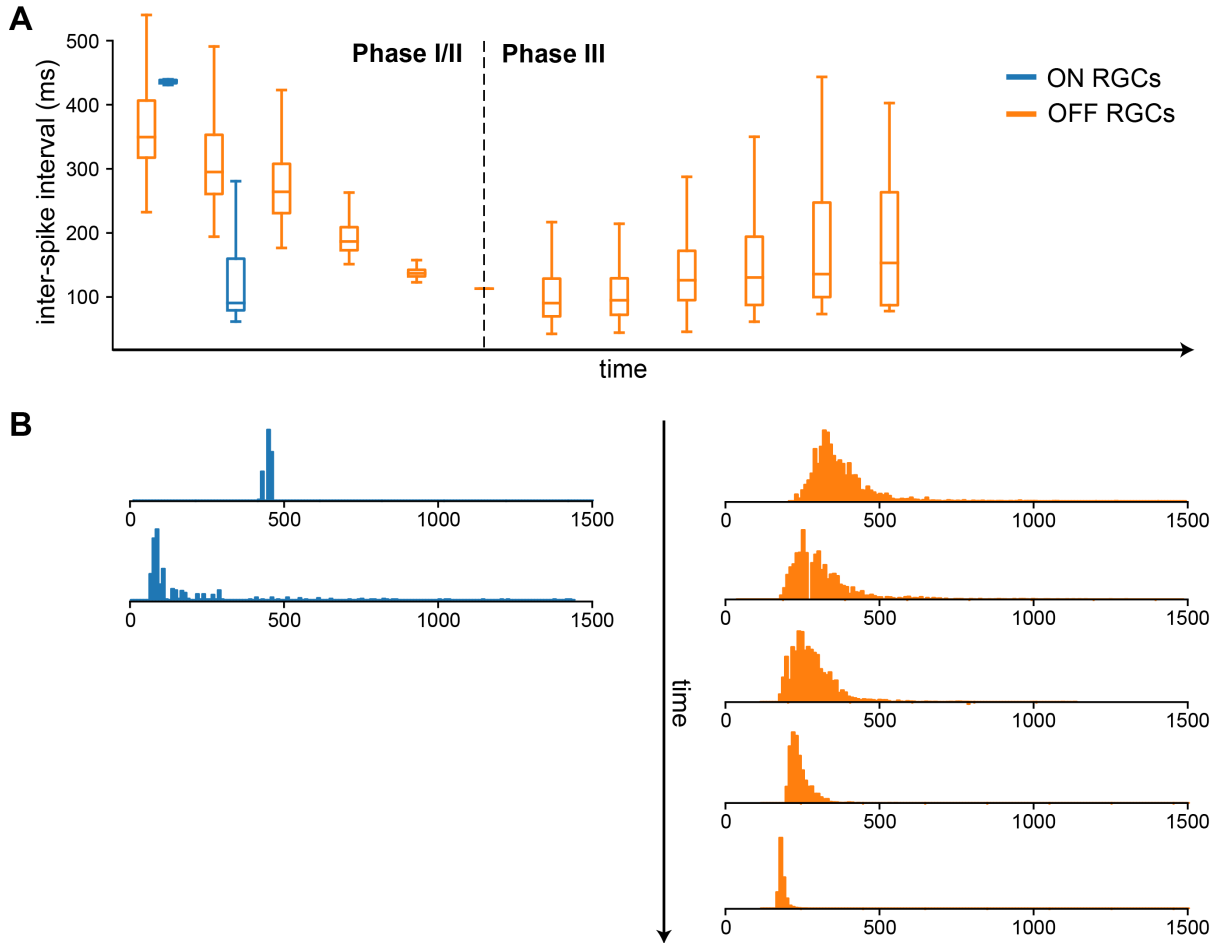 A
Phase I/II
Phase III
inter-spike interval (ms)
500
400
300
200
100
ON RGCs
OFF RGCs
time
B
0 500 1000 1500
0 500 1000 1500
time
0 500 1000 1500
0 500 1000 1500
0 500 1000 1500
0 500 1000 1500
0 500 1000 1500